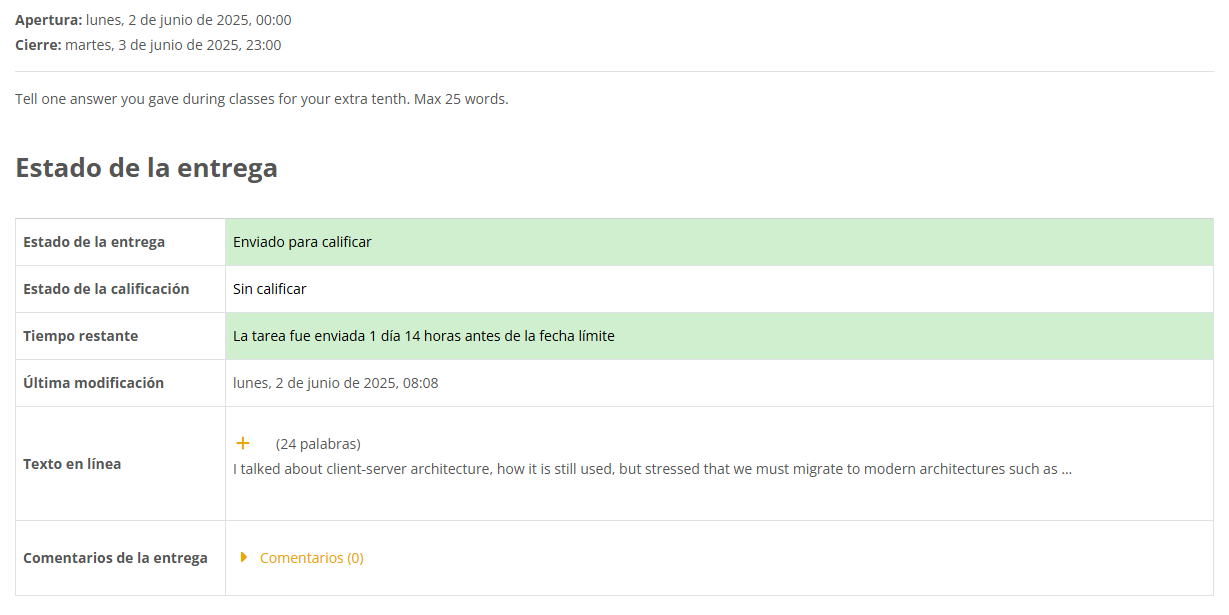 Apertura: lunes, 2 de junio de 2025, 00:00
Cierre: martes, 3 de junio de 2025, 23:00
Tell one answer you gave during classes for your extra tenth. Max 25 words.
Estado de la entrega
Estado de la entrega Enviado para calificar
Estado de la calificación Sin calificar
Tiempo restante La tarea fue enviada 1 día 14 horas antes de la fecha límite
Última modificación lunes, 2 de junio de 2025, 08:08
(24 palabras)
Texto en línea
I talked about client-server architecture, how it is still used, but stressed that we must migrate to modern architectures such as ...
Comentarios de la entrega Comentarios (0)